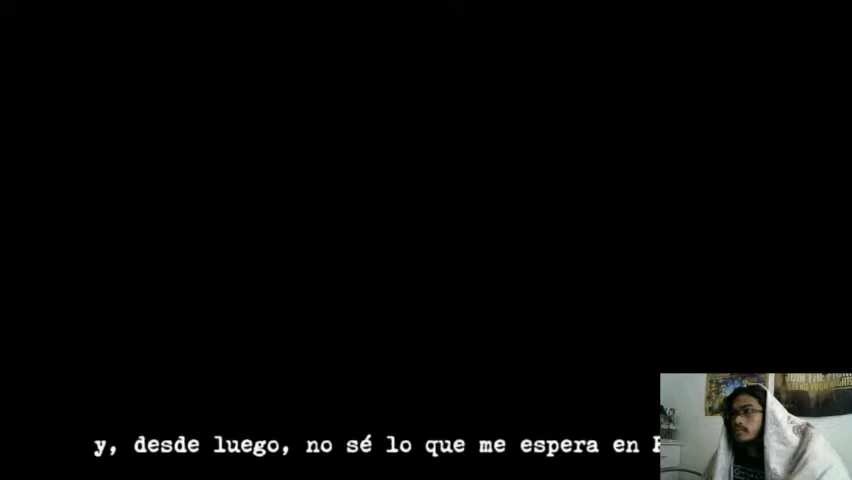 y, desde luego, no sé lo que me espera en